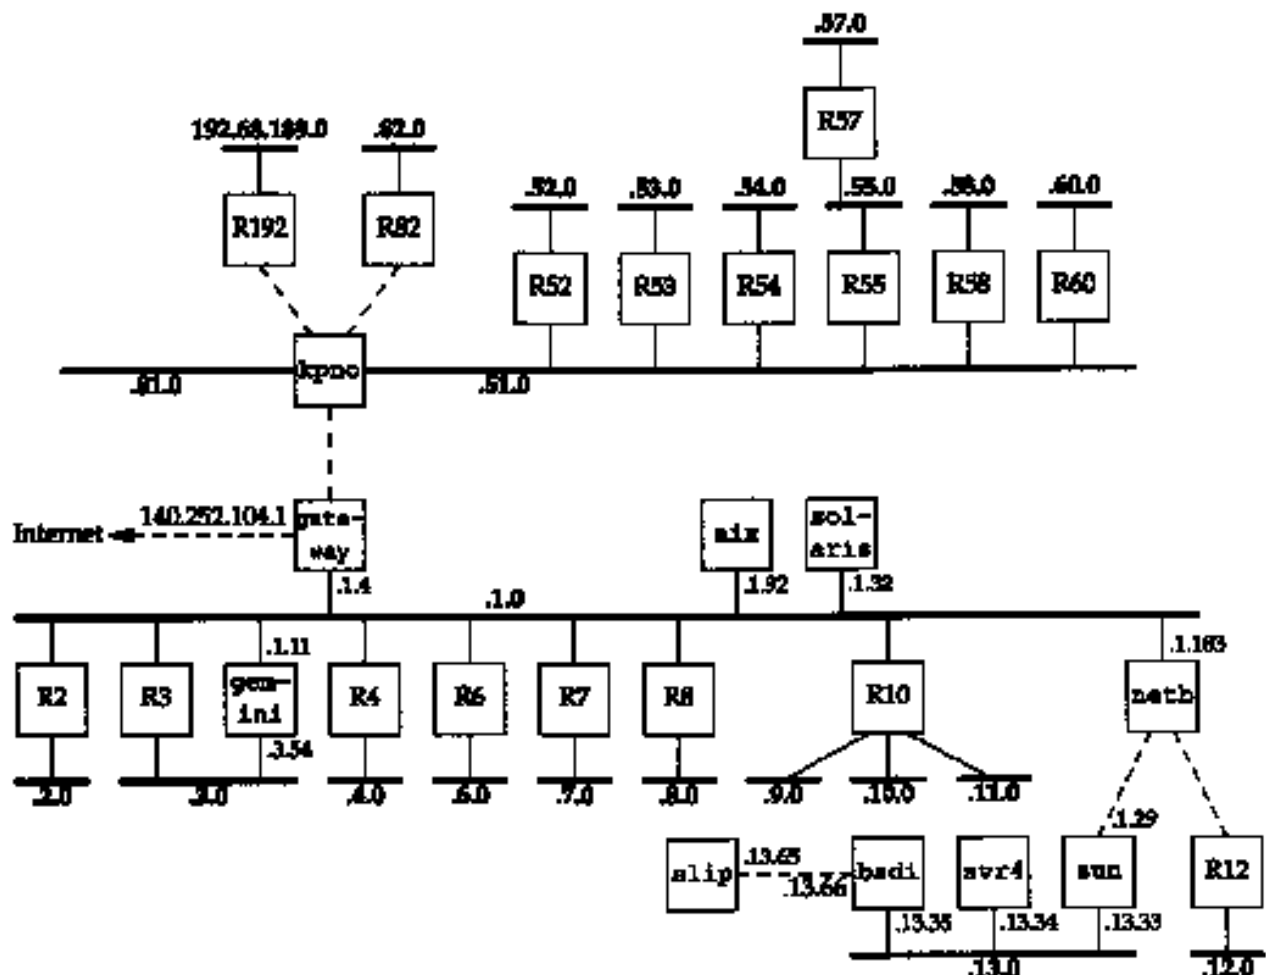 .57.0
R57
192.68.189.0
.82.0
R192
R82
.52.0
.53.0
.54.0
.55.0
.58.0
.60.0
R52
R53
R54
R55
R58
R60
kpno
.81.0
.51.0
Internet
140.252.104.1
gate-
way
.1.4
aix
.1.92
sol-
aris
.1.32
.1.0
R2
R3
.1.11
gem-
ini
.3.54
R4
R6
R7
R8
R10
.1.183
netb
.2.0
.3.0
.4.0
.6.0
.7.0
.8.0
.9.0
.10.0
.11.0
.1.29
slip
.13.65
.13.66
bsdi
svr4
sun
R12
.13.35
.13.34
.13.33
.13.0
.12.0